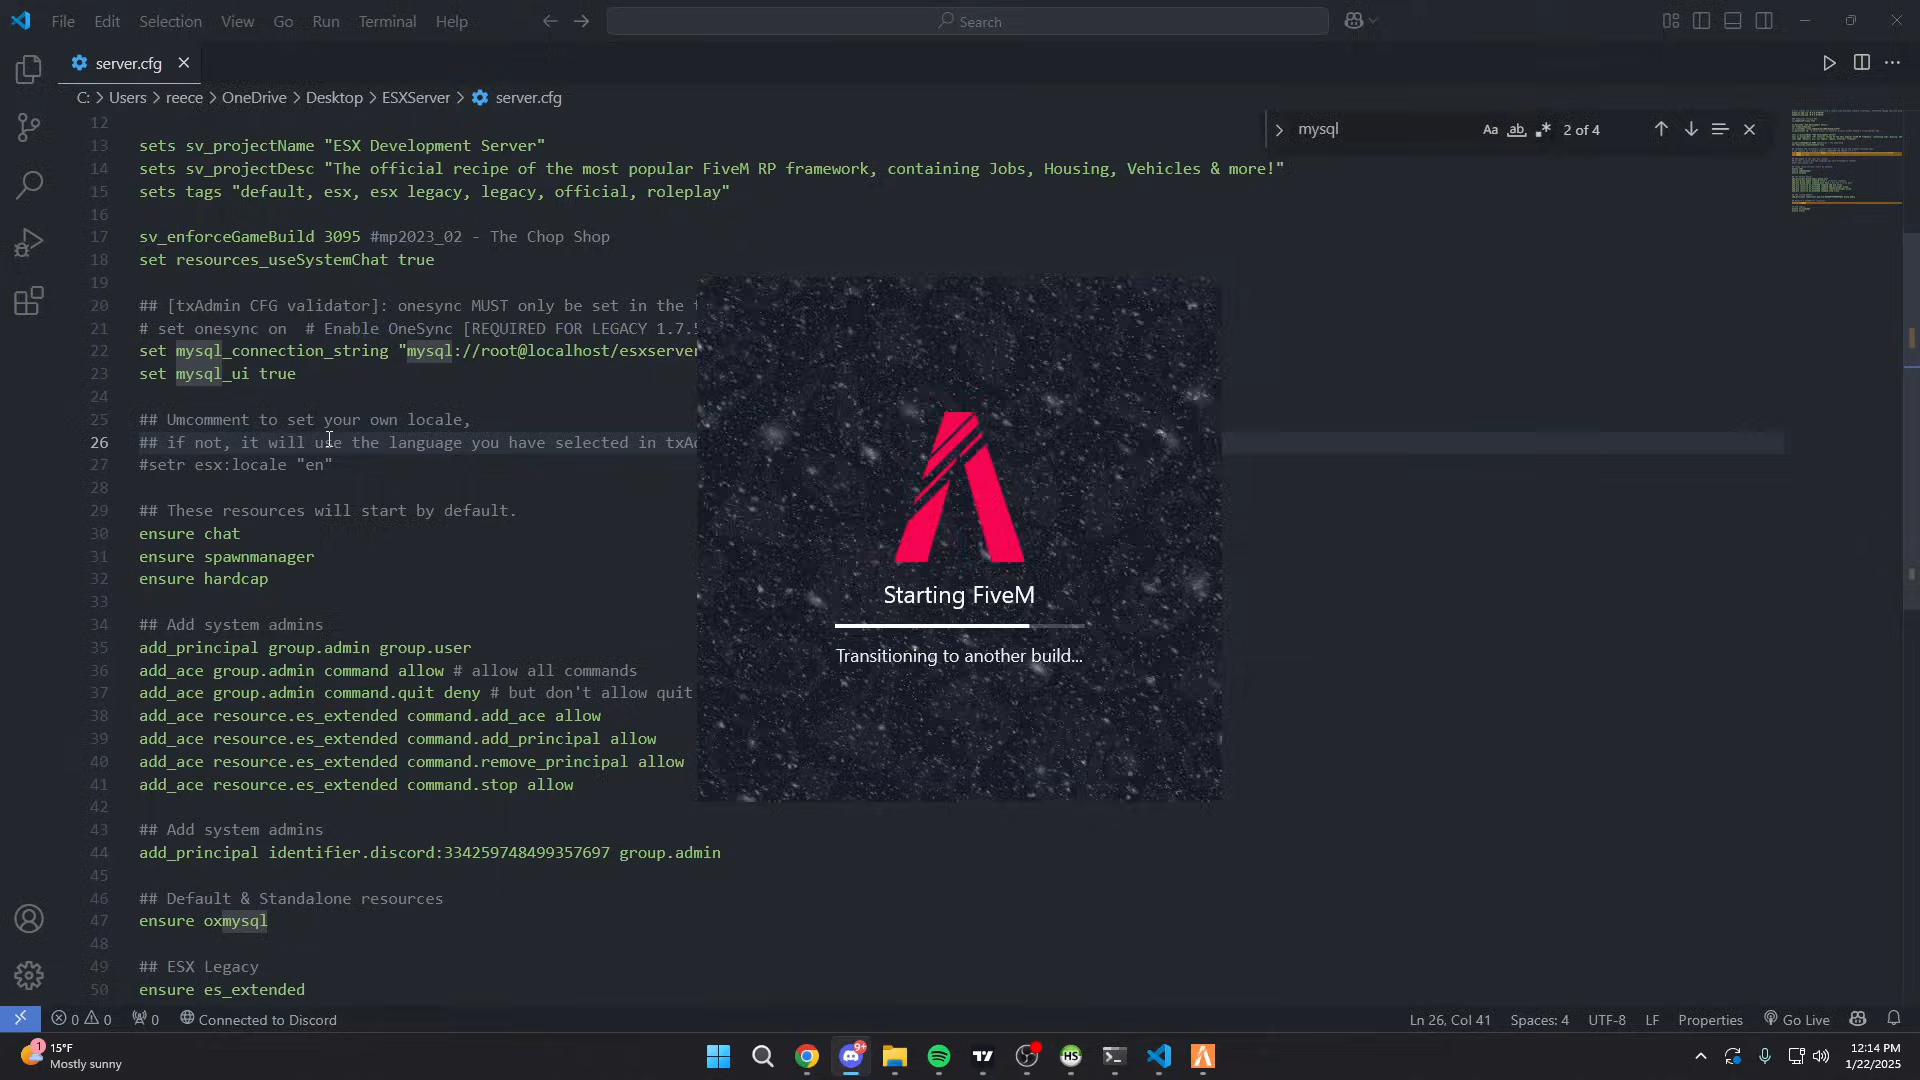 File Edit Selection View Go Run Terminal Help
Search
server.cfg
C: > Users > reece > OneDrive > Desktop > ESXServer > server.cfg
mysql
Aa ab .* 2 of 4
12
13 sets sv_projectName "ESX Development Server"
14 sets sv_projectDesc "The official recipe of the most popular FiveM RP framework, containing Jobs, Housing, Vehicles & more!"
15 sets tags "default, esx, esx legacy, legacy, official, roleplay"
16
17 sv_enforceGameBuild 3095 #mp2023_02 - The Chop Shop
18 set resources_useSystemChat true
19
20 ## [txAdmin CFG validator]: onesync MUST only be set in the
21 # set onesync on # Enable OneSync [REQUIRED FOR LEGACY 1.7.5
22 set mysql_connection_string "mysql://root@localhost/esxserver
23 set mysql_ui true
24
25 ## Umcomment to set your own locale,
26 ## if not, it will use the language you have selected in txA
27 #setr esx:locale "en"
28
29 ## These resources will start by default.
30 ensure chat
31 ensure spawnmanager
32 ensure hardcap
33
34 ## Add system admins
35 add_principal group.admin group.user
36 add_ace group.admin command allow # allow all commands
37 add_ace group.admin command.quit deny # but don't allow quit
38 add_ace resource.es_extended command.add_ace allow
39 add_ace resource.es_extended command.add_principal allow
40 add_ace resource.es_extended command.remove_principal allow
41 add_ace resource.es_extended command.stop allow
42
43 ## Add system admins
44 add_principal identifier.discord:334259748499357697 group.admin
45
46 ## Default & Standalone resources
47 ensure oxmysql
48
49 ## ESX Legacy
50 ensure es_extended
Starting FiveM
Transitioning to another build...
0 0 0 Connected to Discord
Ln 26, Col 41 Spaces: 4 UTF-8 LF Properties Go Live
1
15°F
Mostly sunny
9+
HS
12:14 PM
1/22/2025